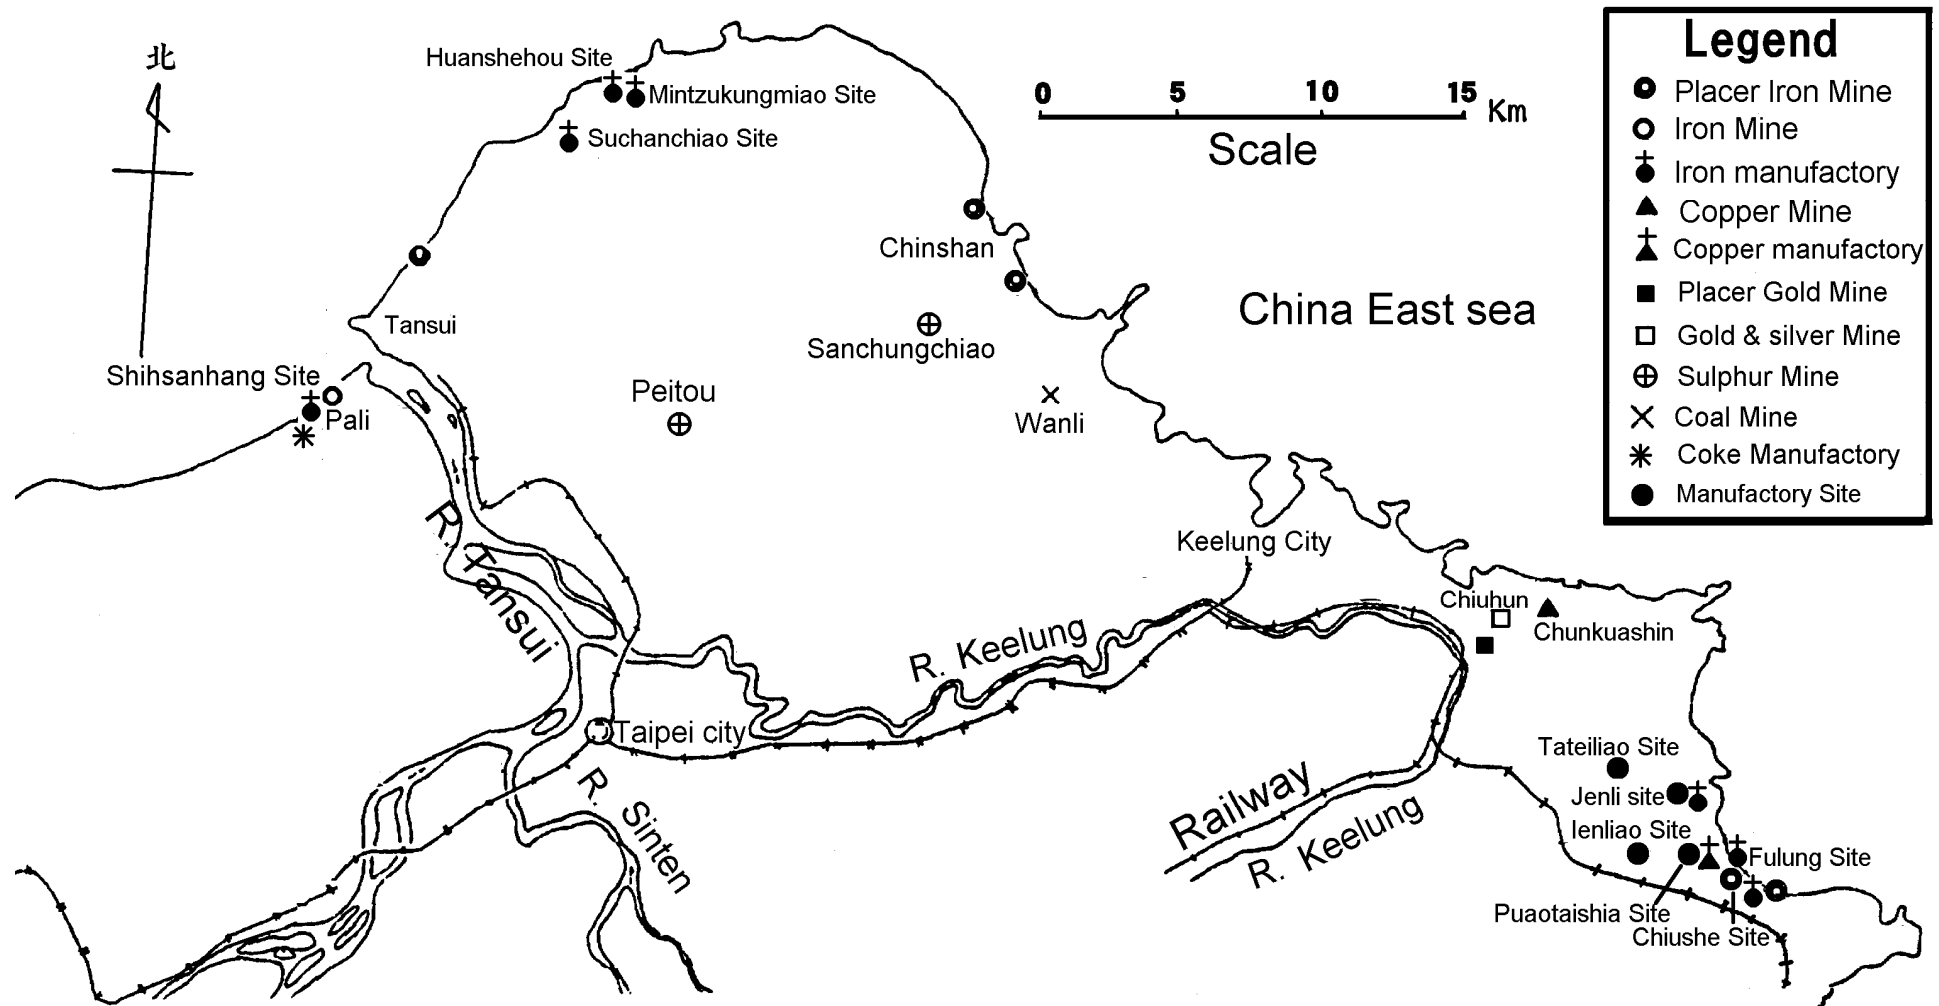 北
Huanshehou Site
Mintzukungmiao Site
Suchanchiao Site
0 5 10 15 Km
Scale
Legend
Placer Iron Mine
Iron Mine
Iron manufactory
Copper Mine
Copper manufactory
Placer Gold Mine
Gold & silver Mine
Sulphur Mine
Coal Mine
Coke Manufactory
Manufactory Site
Chinshan
China East sea
Tansui
Sanchungchiao
Shihsanhang Site
Pali
Peitou
Wanli
R. Tansui
Keelung City
Chiuhun
Chunkuashin
R. Keelung
Taipei city
R. Sinten
Railway
R. Keelung
Tateiliao Site
Jenli site
Ienliao Site
Fulung Site
Puaotaishia Site
Chiushe Site